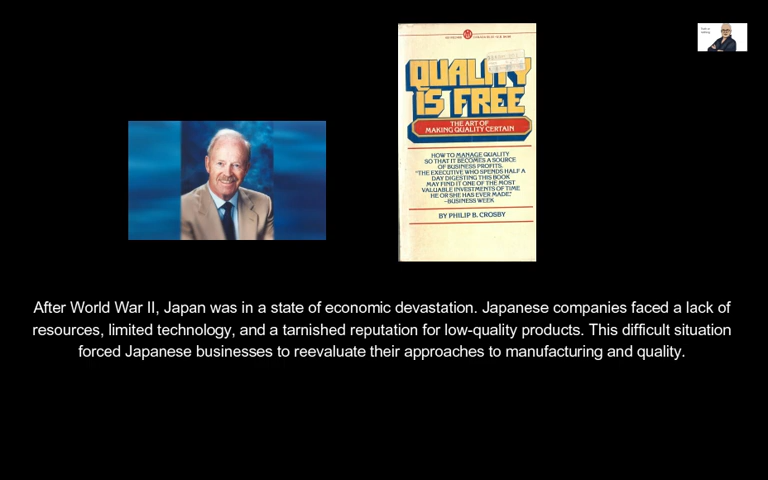 QUALITY
IS FREE
THE ART OF
MAKING QUALITY CERTAIN
HOW TO MANAGE QUALITY
SO THAT IT BECOMES A SOURCE
OF BUSINESS PROFITS.
"THE EXECUTIVE WHO SPENDS HALF A
DAY DIGESTING THIS BOOK
MAY FIND IT ONE OF THE MOST
VALUABLE INVESTMENTS OF TIME
HE OR SHE HAS EVER MADE."
—BUSINESS WEEK
BY PHILIP B. CROSBY
After World War II, Japan was in a state of economic devastation. Japanese companies faced a lack of
resources, limited technology, and a tarnished reputation for low-quality products. This difficult situation
forced Japanese businesses to reevaluate their approaches to manufacturing and quality.